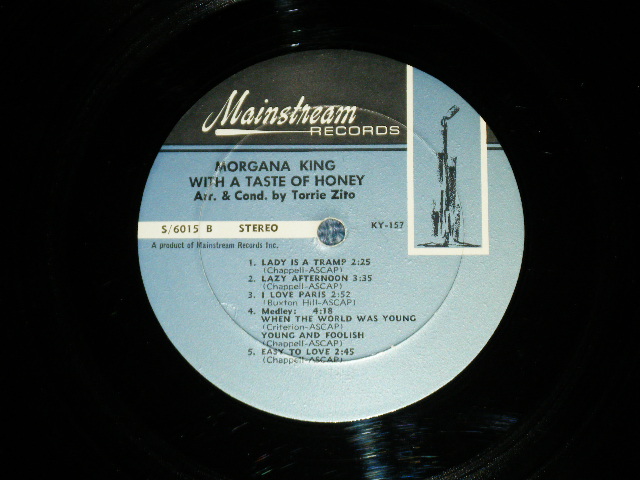 Mainstream
RECORDS
MORGANA KING
WITH A TASTE OF HONEY
Arr. & Cond. by Torrie Zito
S/6015 B STEREO KY-157
A product of Mainstream Records Inc.
1. LADY IS A TRAMP 2:25
(Chappell-ASCAP)
2. LAZY AFTERNOON 3:35
(Chappell-ASCAP)
3. I LOVE PARIS 2:52
(Buxton Hill-ASCAP)
4. Medley: 4:18
WHEN THE WORLD WAS YOUNG
(Criterion-ASCAP)
YOUNG AND FOOLISH
(Chappell-ASCAP)
5. EASY TO LOVE 2:45
(Chappell-ASCAP)